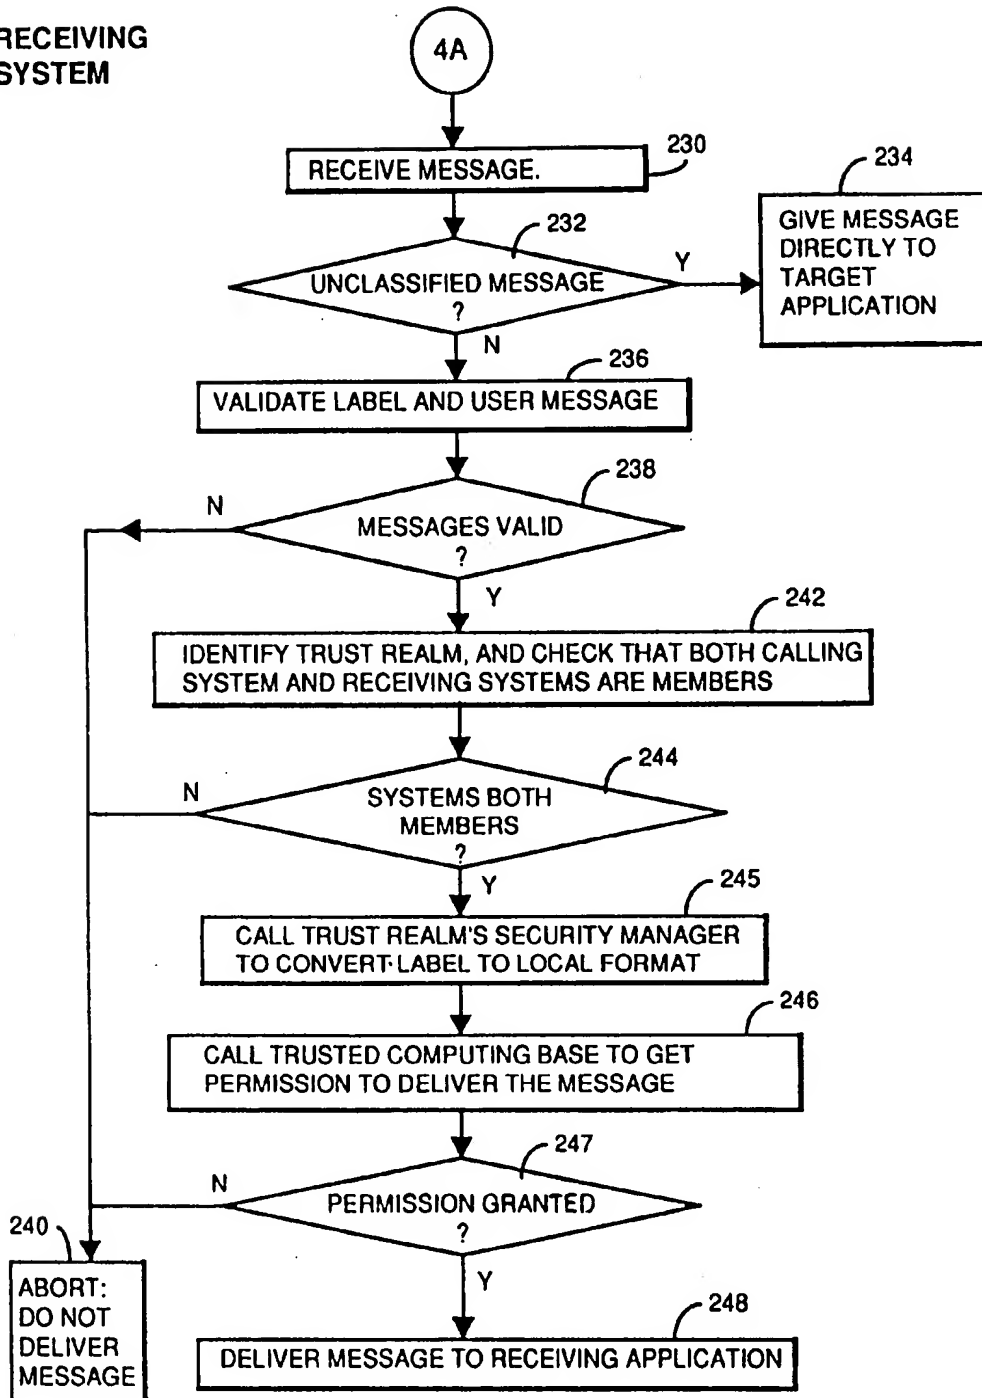 RECEIVING
SYSTEM
4A
RECEIVE MESSAGE.
230
232
UNCLASSIFIED MESSAGE
?
Y
234
GIVE MESSAGE
DIRECTLY TO
TARGET
APPLICATION
N
236
VALIDATE LABEL AND USER MESSAGE
238
MESSAGES VALID
?
N
Y
242
IDENTIFY TRUST REALM, AND CHECK THAT BOTH CALLING
SYSTEM AND RECEIVING SYSTEMS ARE MEMBERS
244
SYSTEMS BOTH
MEMBERS
?
N
Y
245
CALL TRUST REALM'S SECURITY MANAGER
TO CONVERT LABEL TO LOCAL FORMAT
246
CALL TRUSTED COMPUTING BASE TO GET
PERMISSION TO DELIVER THE MESSAGE
247
PERMISSION GRANTED
?
N
Y
240
ABORT:
DO NOT
DELIVER
MESSAGE
248
DELIVER MESSAGE TO RECEIVING APPLICATION